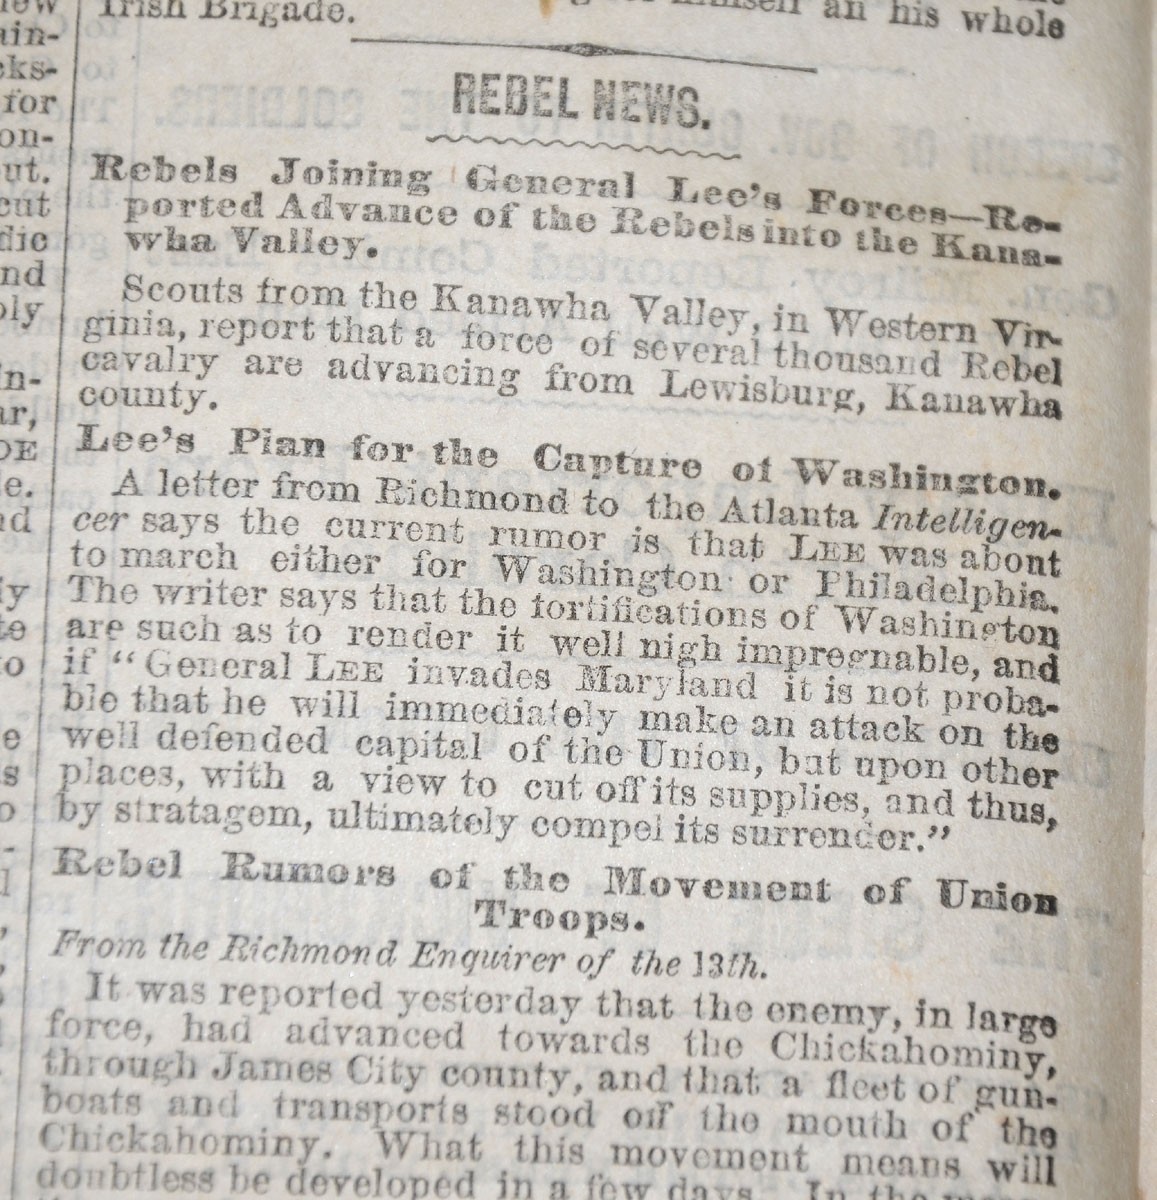 Irish Brigade.
himself an his whole
REBEL NEWS.
Rebels Joining General Lee's Forces—Re-
ported Advance of the Rebels into the Kana-
wha Valley.
Scouts from the Kanawha Valley, in Western Vir-
ginia, report that a force of several thousand Rebel
cavalry are advancing from Lewisburg, Kanawha
county.
Lee's Plan for the Capture of Washington.
A letter from Richmond to the Atlanta Intelligen-
cer says the current rumor is that LEE was about
to march either for Washington or Philadelphia.
The writer says that the fortifications of Washington
are such as to render it well nigh impregnable, and
if "General LEE invades Maryland it is not proba-
ble that he will immediately make an attack on the
well defended capital of the Union, but upon other
places, with a view to cut off its supplies, and thus,
by stratagem, ultimately compel its surrender."
Rebel Rumors of the Movement of Union
Troops.
From the Richmond Enquirer of the 13th.
It was reported yesterday that the enemy, in large
force, had advanced towards the Chickahominy,
through James City county, and that a fleet of gun-
boats and transports stood off the mouth of the
Chickahominy. What this movement means will
doubtless be developed in a few days. In the